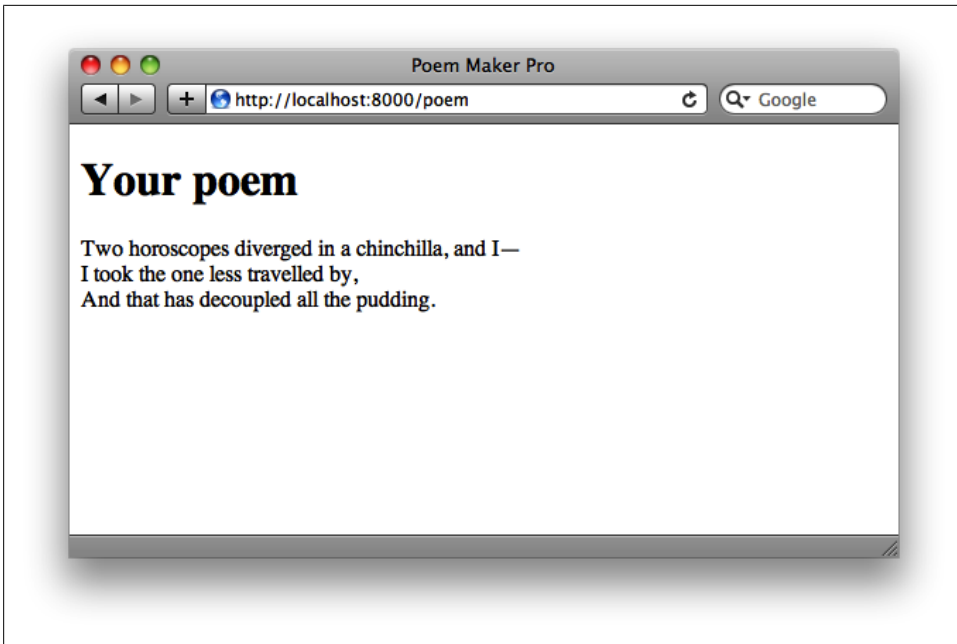 Poem Maker Pro
http://localhost:8000/poem
Google
Your poem
Two horoscopes diverged in a chinchilla, and I—
I took the one less travelled by,
And that has decoupled all the pudding.